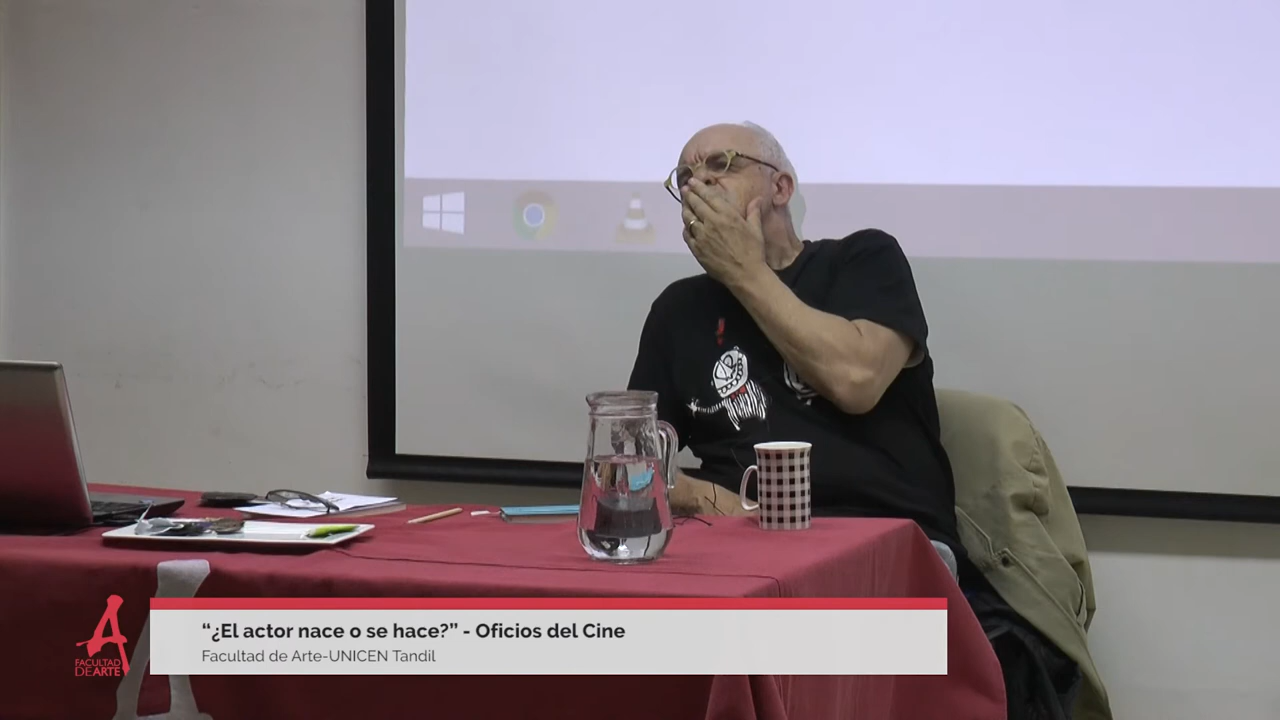 “¿El actor nace o se hace?” - Oficios del Cine
Facultad de Arte-UNICEN Tandil
FACULTAD
DE ARTE